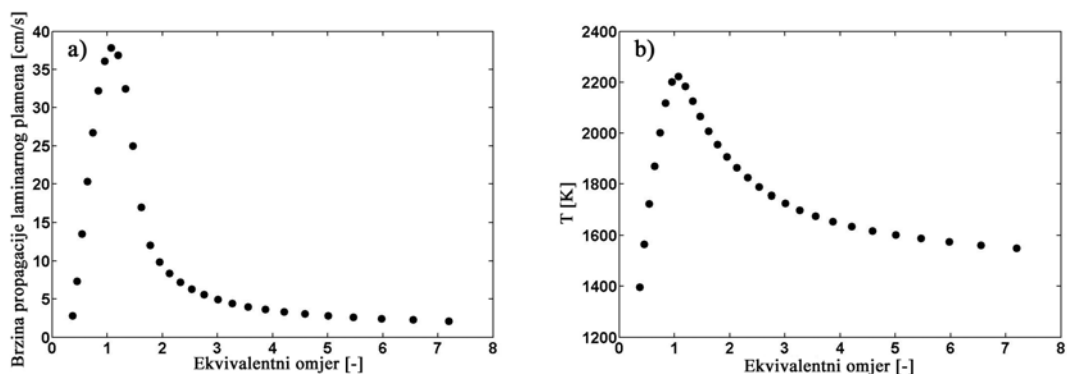 a)
Brzina propagacije laminarnog plamena [cm/s]
40
35
30
25
20
15
10
5
0
0 1 2 3 4 5 6 7 8
Ekvivalentni omjer [-]
b)
T [K]
2400
2200
2000
1800
1600
1400
1200
0 1 2 3 4 5 6 7 8
Ekvivalentni omjer [-]